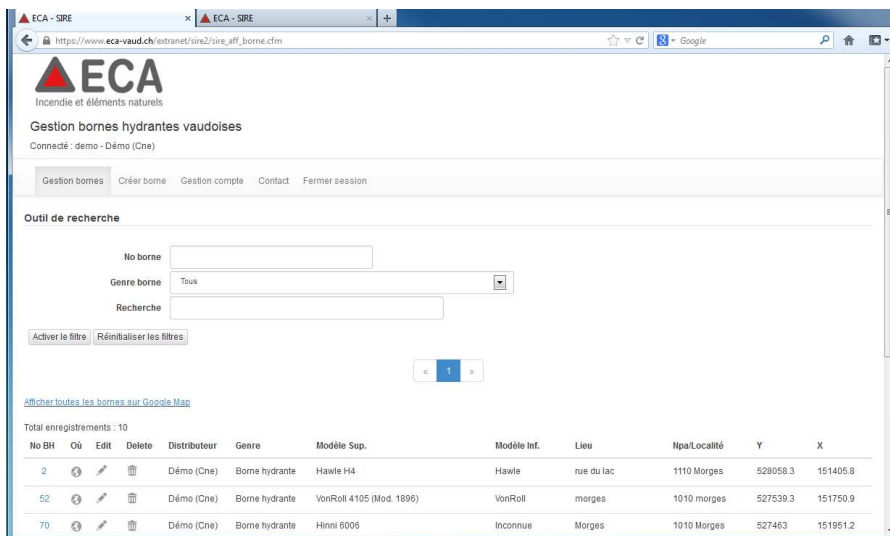 ECA - SIRE × ECA - SIRE × +
https://www.eca-vaud.ch/extranet/sire2/sire_aff_borne.cfm Google
ECA
Incendie et éléments naturels
Gestion bornes hydrantes vaudoises
Connecté : demo - Démo (Cne)
Gestion bornes Créer borne Gestion compte Contact Fermer session
Outil de recherche
No borne
Genre borne Tous
Recherche
Activer le filtre Réinitialiser les filtres
« 1 »
Afficher toutes les bornes sur Google Map
Total enregistrements : 10
No BH Où Edit Delete Distributeur Genre Modèle Sup. Modèle Inf. Lieu Npa/Localité Y X
2 Démo (Cne) Borne hydrante Hawle H4 Hawle rue du lac 1110 Morges 528058.3 151405.8
52 Démo (Cne) Borne hydrante VonRoll 4105 (Mod. 1896) VonRoll morges 1010 morges 527539.3 151750.9
70 Démo (Cne) Borne hydrante Hinni 6006 Inconnue Morges 1010 Morges 527463 151951.2